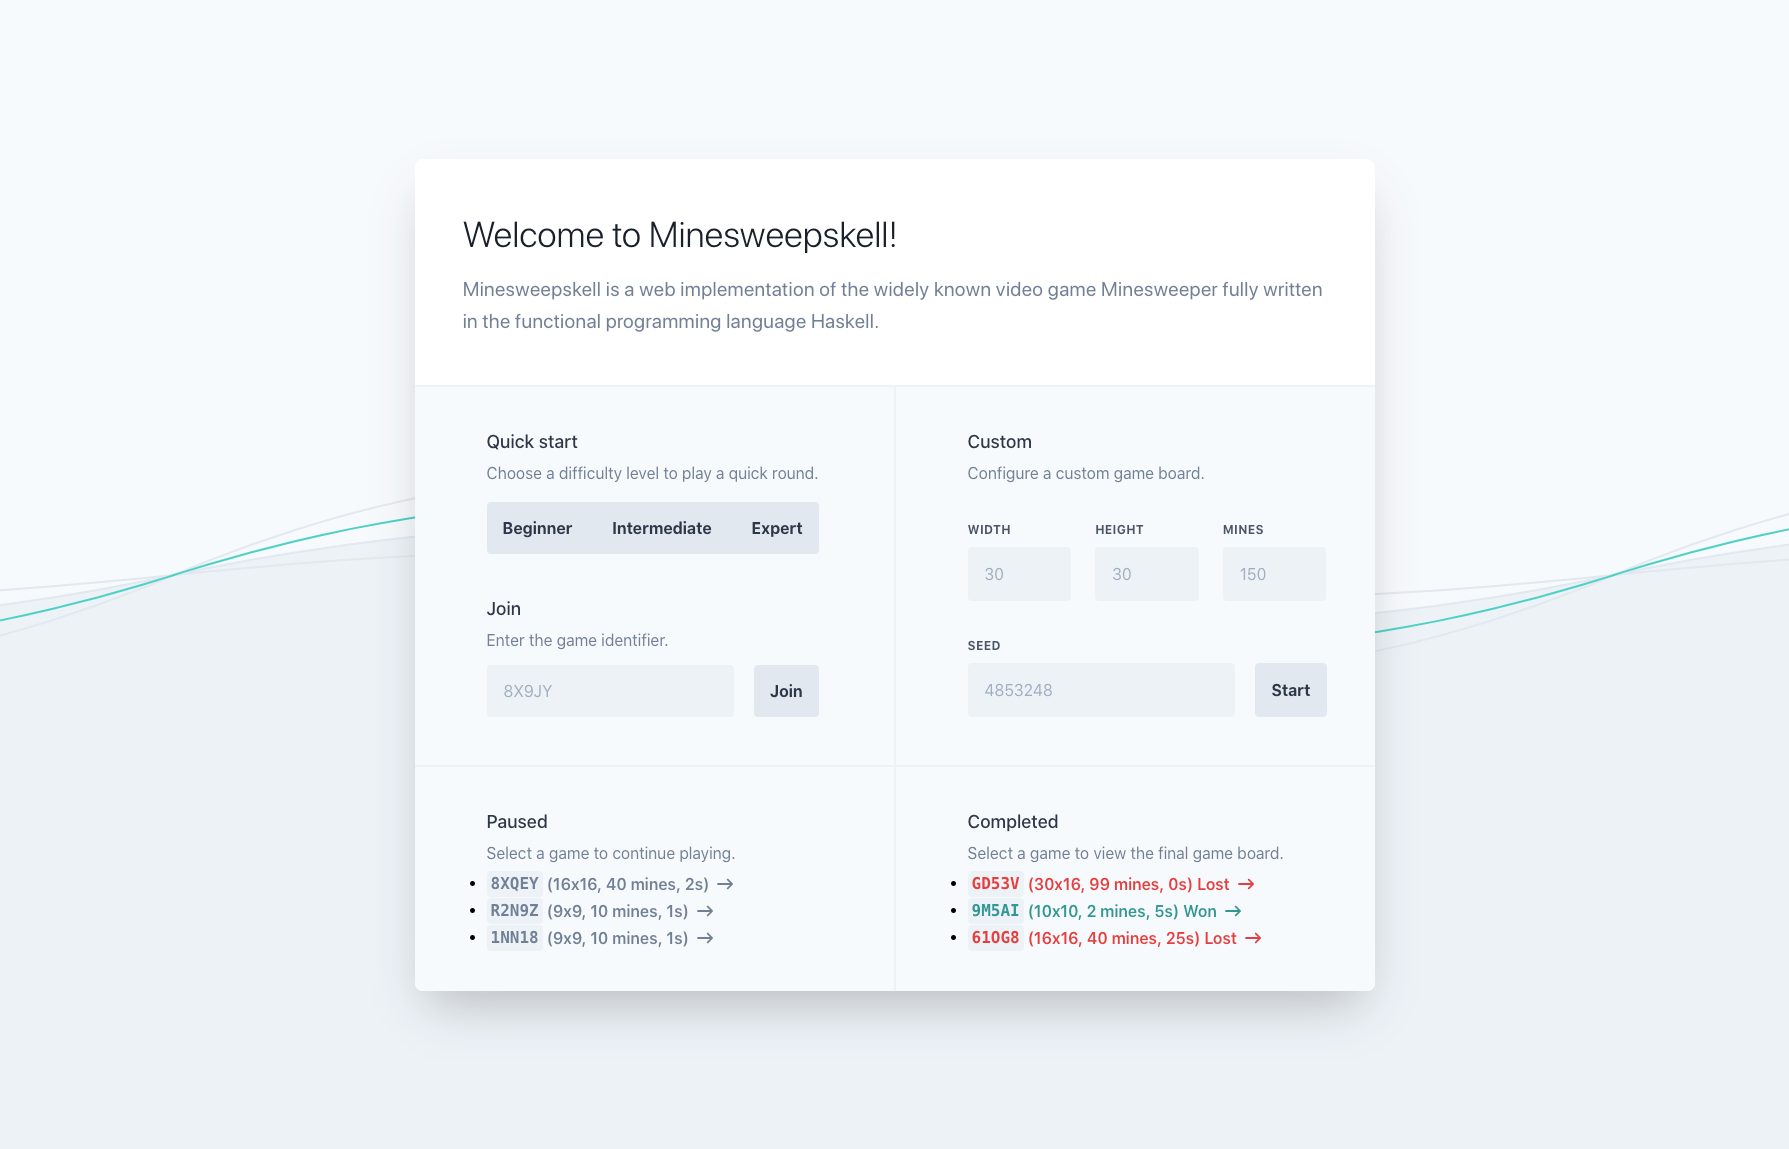 Welcome to Minesweepskell!
Minesweepskell is a web implementation of the widely known video game Minesweeper fully written
in the functional programming language Haskell.
Quick start
Choose a difficulty level to play a quick round.
Beginner Intermediate Expert
Join
Enter the game identifier.
8X9JY Join
Custom
Configure a custom game board.
WIDTH HEIGHT MINES
30 30 150
SEED
4853248 Start
Paused
Select a game to continue playing.
• 8XQEY (16x16, 40 mines, 2s) →
• R2N9Z (9x9, 10 mines, 1s) →
• 1NN18 (9x9, 10 mines, 1s) →
Completed
Select a game to view the final game board.
• GD53V (30x16, 99 mines, 0s) Lost →
• 9M5AI (10x10, 2 mines, 5s) Won →
• 61OG8 (16x16, 40 mines, 25s) Lost →